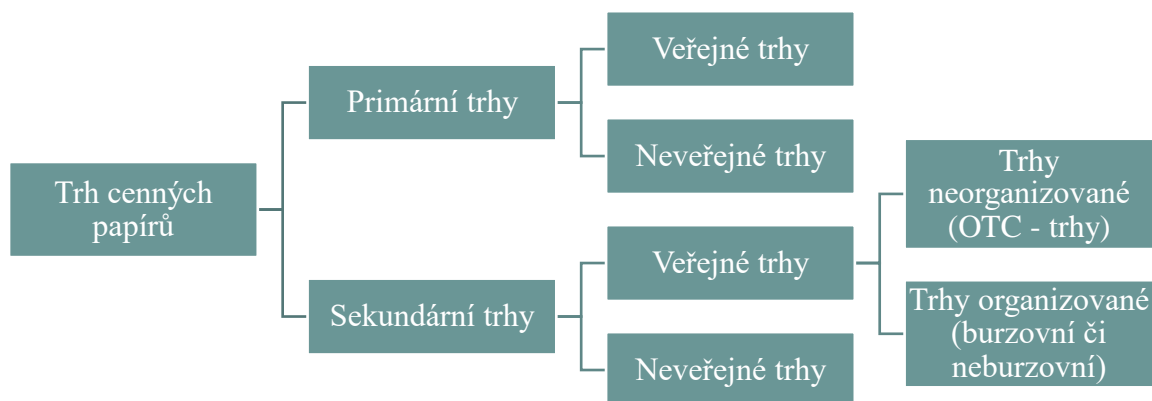 Trh cenných
papírů
Primární trhy
Veřejné trhy
Neveřejné trhy
Sekundární trhy
Veřejné trhy
Neveřejné trhy
Trhy
neorganizované
(OTC - trhy)
Trhy organizované
(burzovní či
neburzovní)